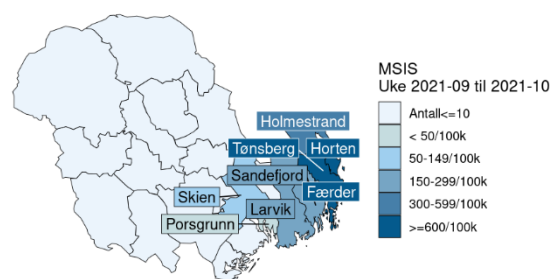 MSIS
Uke 2021-09 til 2021-10
Antall<=10
< 50/100k
50-149/100k
150-299/100k
300-599/100k
>=600/100k
Holmestrand
Tønsberg
Horten
Sandefjord
Færder
Skien
Larvik
Porsgrunn